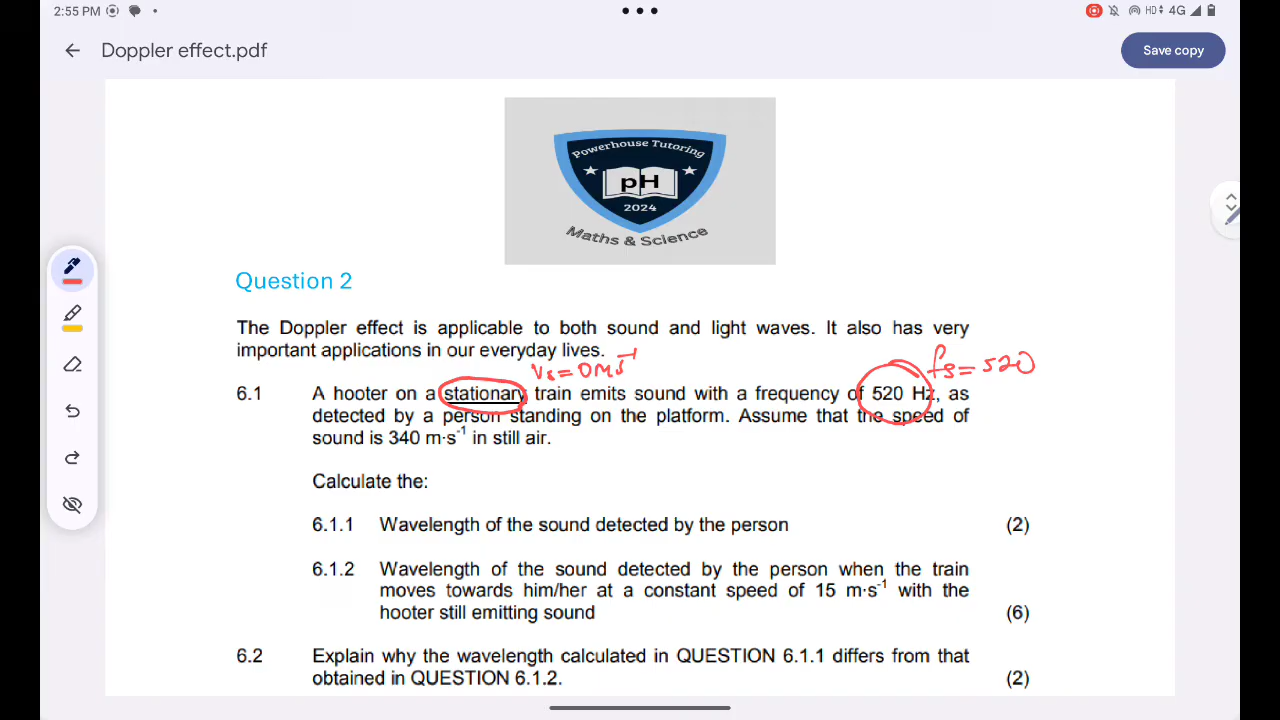 2:55 PM
HD 4G
Doppler effect.pdf
Save copy
Powerhouse Tutoring
pH
2024
Maths & Science
Question 2
The Doppler effect is applicable to both sound and light waves. It also has very
important applications in our everyday lives.
vs = 0 ms⁻¹
fs = 520
6.1 A hooter on a stationary train emits sound with a frequency of 520 Hz, as
detected by a person standing on the platform. Assume that the speed of
sound is 340 m·s⁻¹ in still air.
Calculate the:
6.1.1 Wavelength of the sound detected by the person (2)
6.1.2 Wavelength of the sound detected by the person when the train
moves towards him/her at a constant speed of 15 m·s⁻¹ with the
hooter still emitting sound (6)
6.2 Explain why the wavelength calculated in QUESTION 6.1.1 differs from that
obtained in QUESTION 6.1.2. (2)